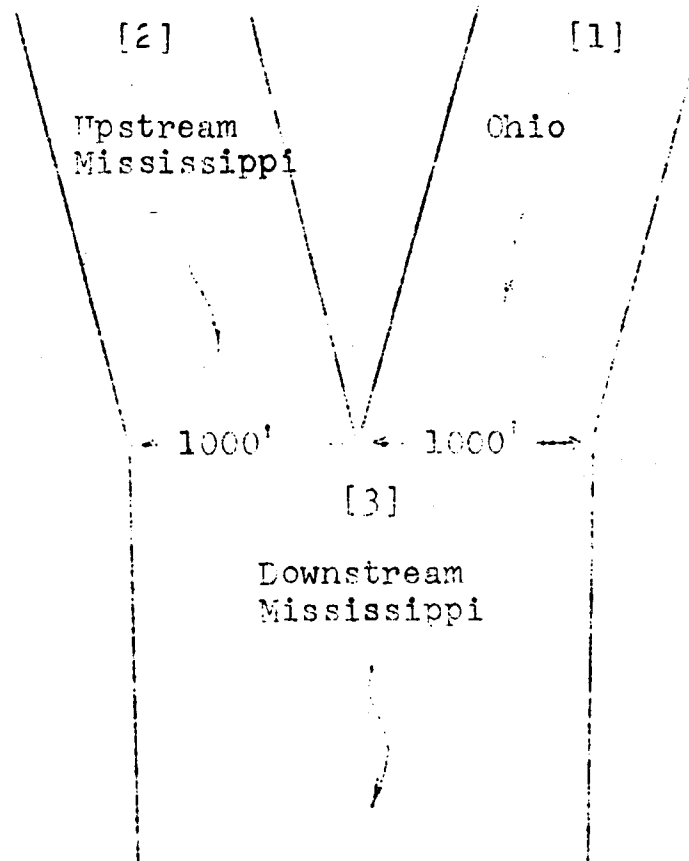 [2]
[1]
Upstream
Mississippi
Ohio
1000'
1000'
[3]
Downstream
Mississippi